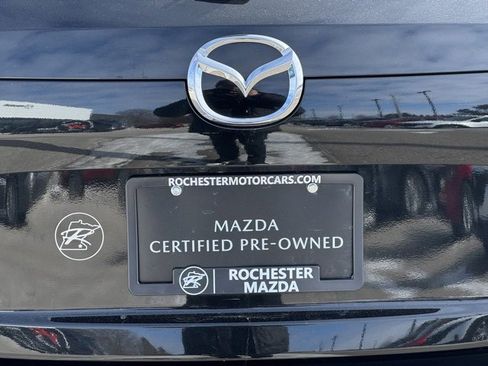 ROCHESTERMOTORCARS.COM
MAZDA
CERTIFIED PRE-OWNED
ROCHESTER
MAZDA